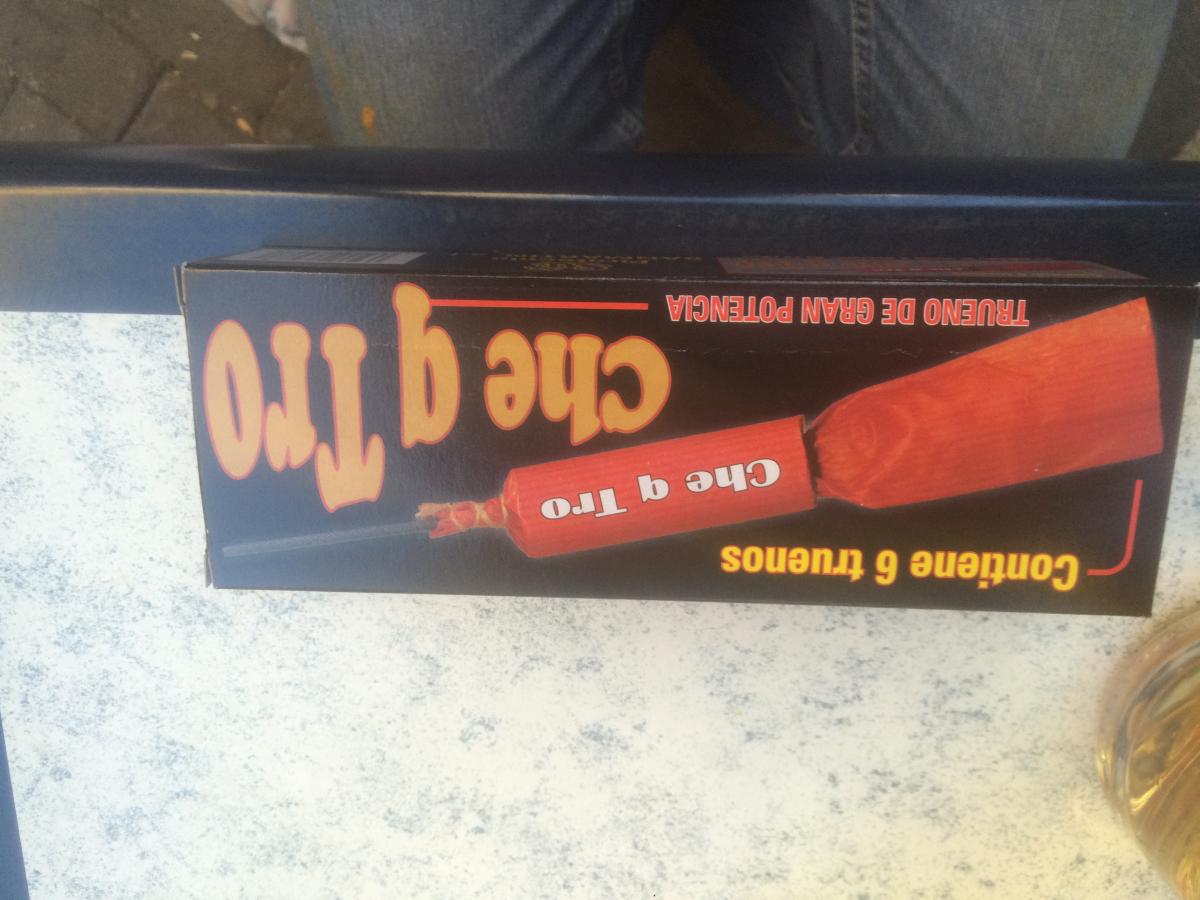 Contiene 6 truenos
Che q Tro
Che q Tro
TRUENO DE GRAN POTENCIA